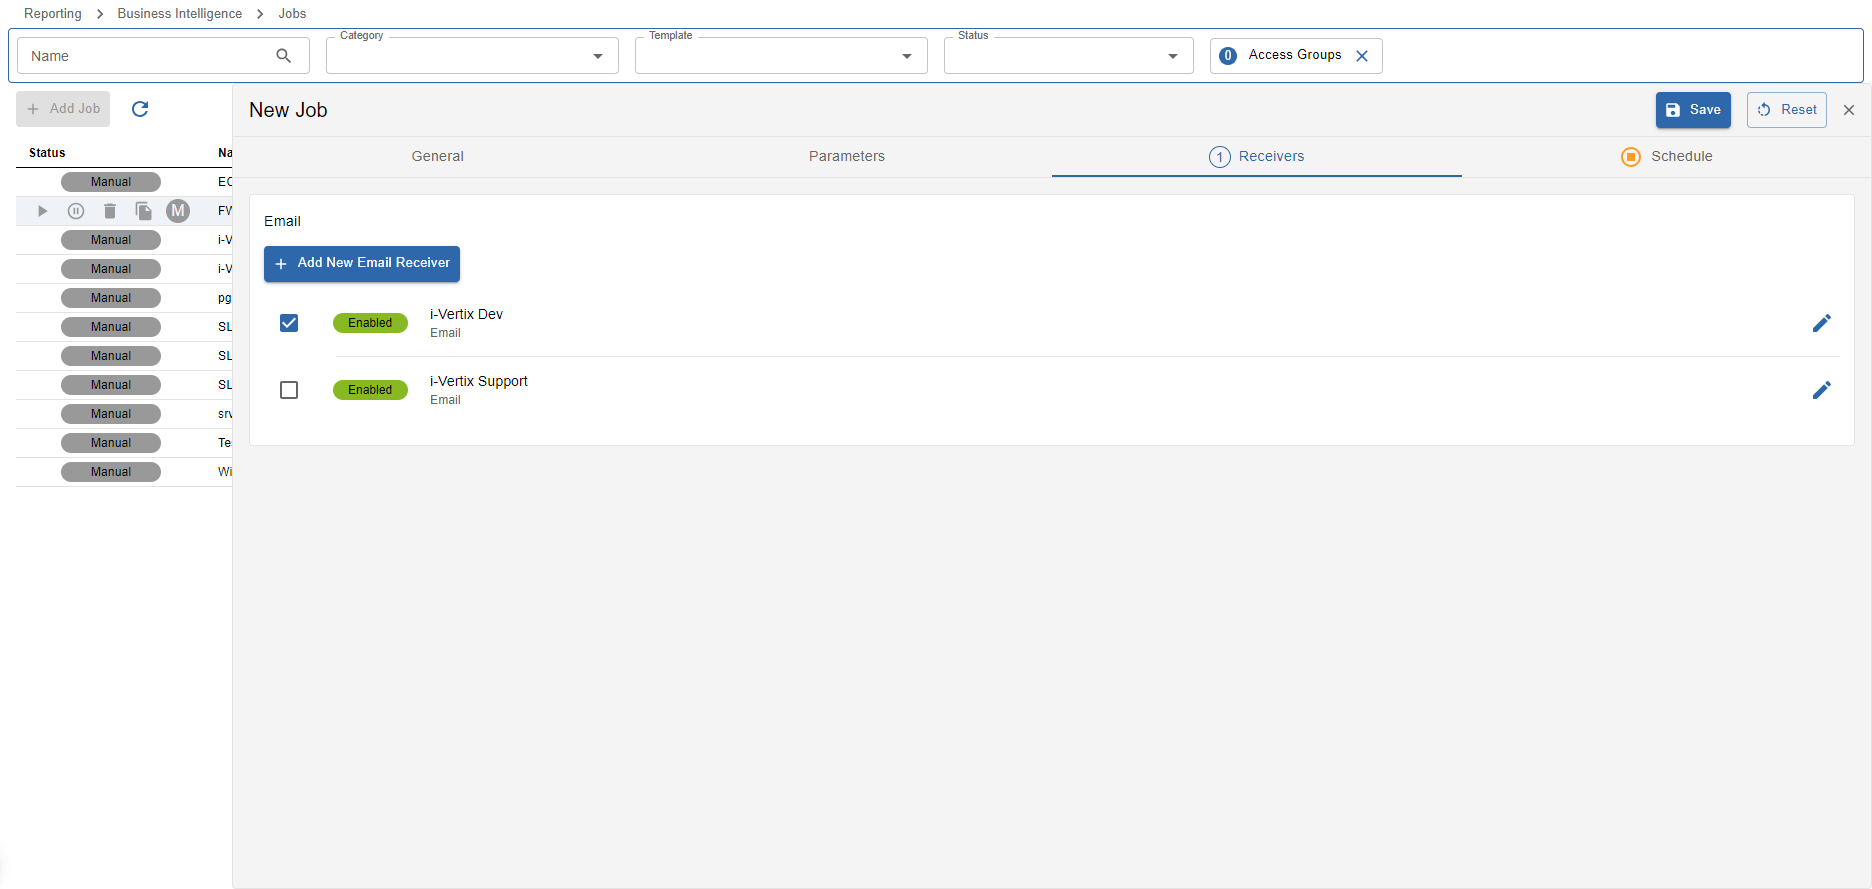 Reporting > Business Intelligence > Jobs
Name
Category
Template
Status
0 Access Groups
+ Add Job
New Job
Save
Reset
General
Parameters
1 Receivers
Schedule
Status
Na
Manual
EC
M
FW
Manual
i-V
Manual
i-V
Manual
pg
Manual
SL
Manual
SL
Manual
SL
Manual
srv
Manual
Te
Manual
Wi
Email
+ Add New Email Receiver
Enabled
i-Vertix Dev
Email
Enabled
i-Vertix Support
Email